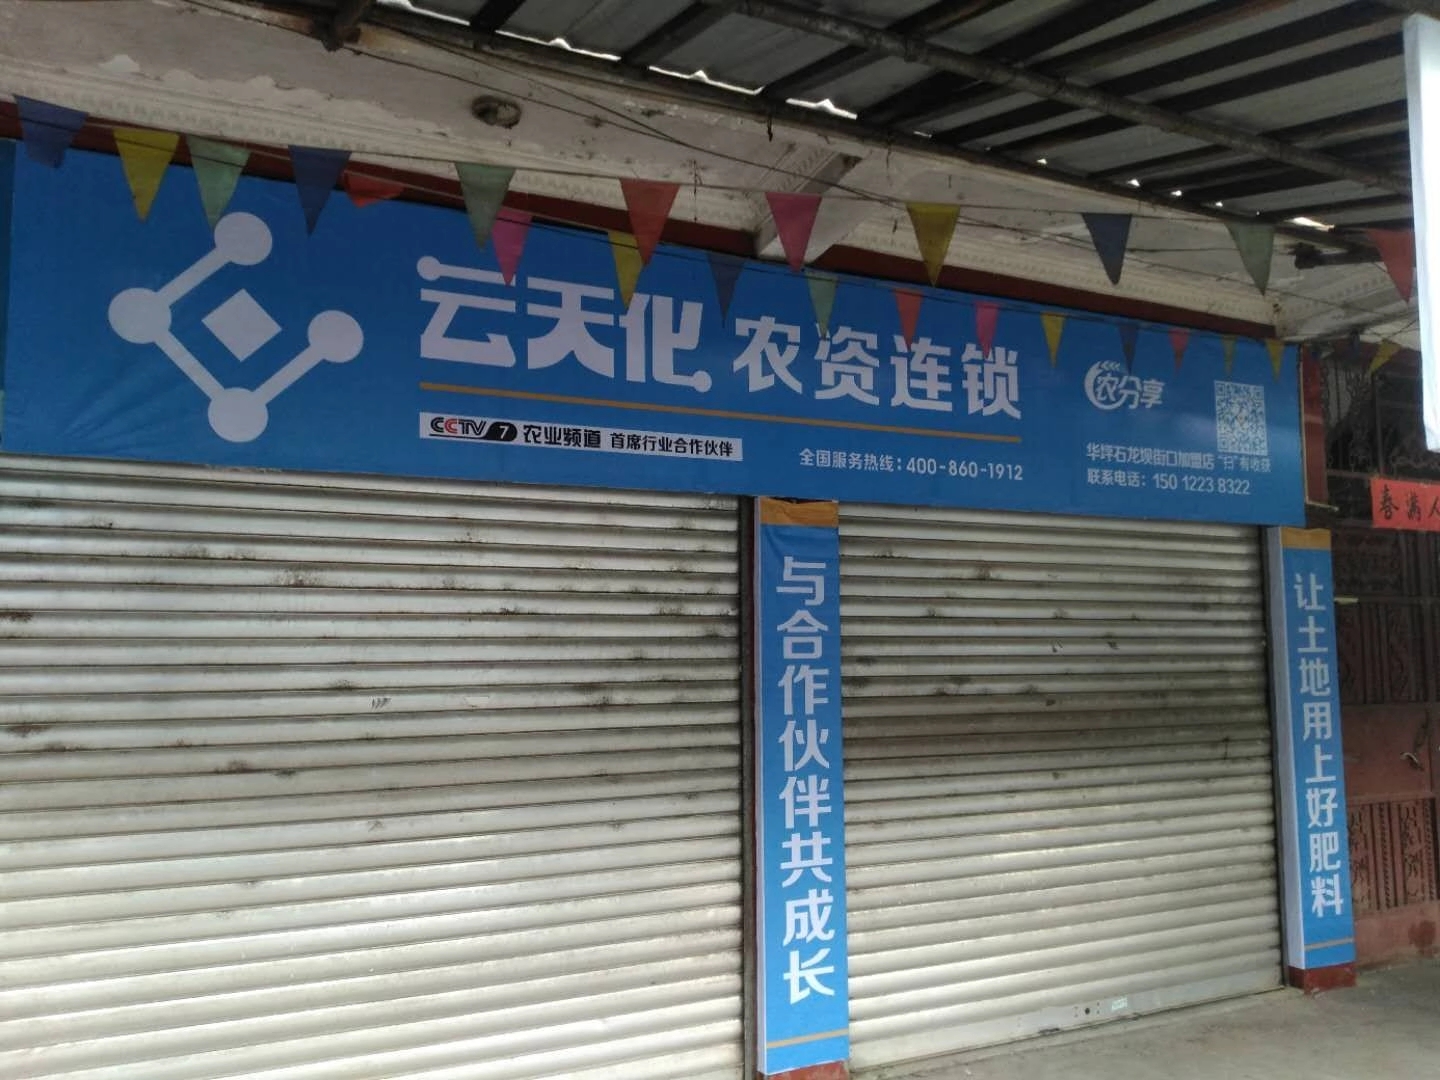 云天化 农资连锁
CCTV 7 农业频道 首席行业合作伙伴
全国服务热线：400-860-1912
农分享
华坪石龙坝街口加盟店 "扫"有收获
联系电话：150 1223 8322
与合作伙伴共成长
让土地用上好肥料
春满人